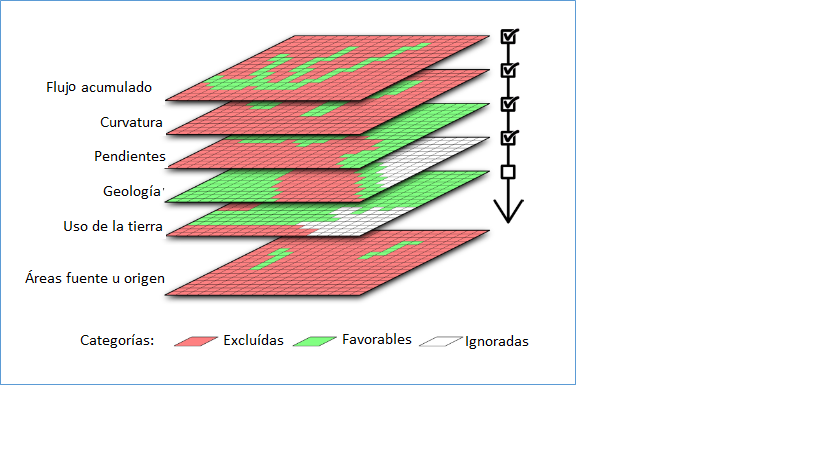 Flujo acumulado
Curvatura
Pendientes
Geología
Uso de la tierra
Áreas fuente u origen
Categorías: Excluídas Favorables Ignoradas